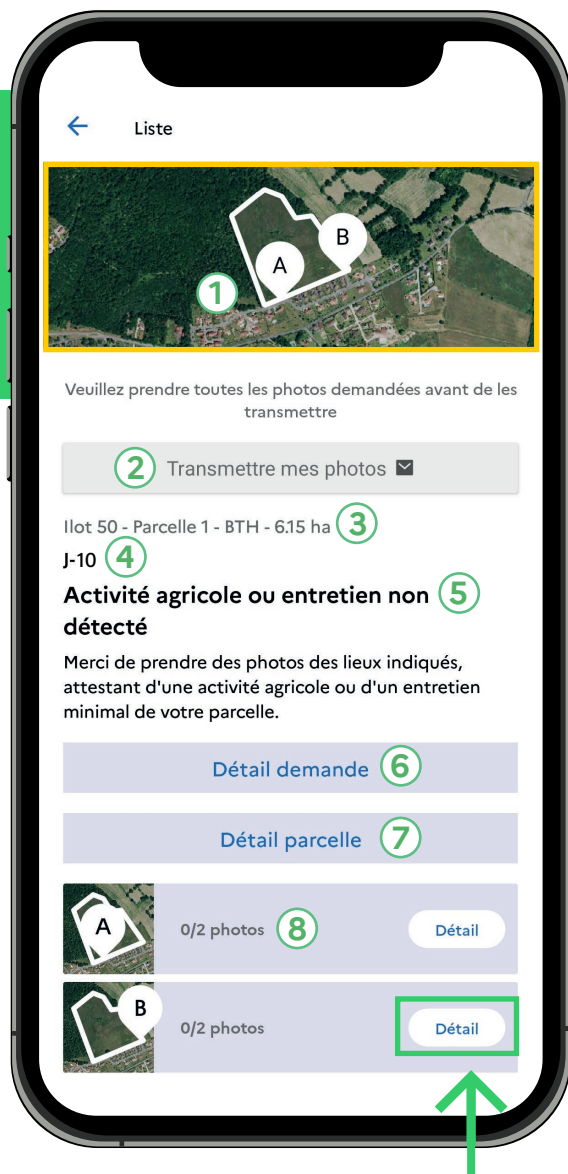 Liste
B
A
1
Veuillez prendre toutes les photos demandées avant de les
transmettre
2 Transmettre mes photos
Ilot 50 - Parcelle 1 - BTH - 6.15 ha 3
J-10 4
Activité agricole ou entretien non 5
détecté
Merci de prendre des photos des lieux indiqués,
attestant d'une activité agricole ou d'un entretien
minimal de votre parcelle.
Détail demande 6
Détail parcelle 7
A 0/2 photos 8 Détail
B 0/2 photos Détail